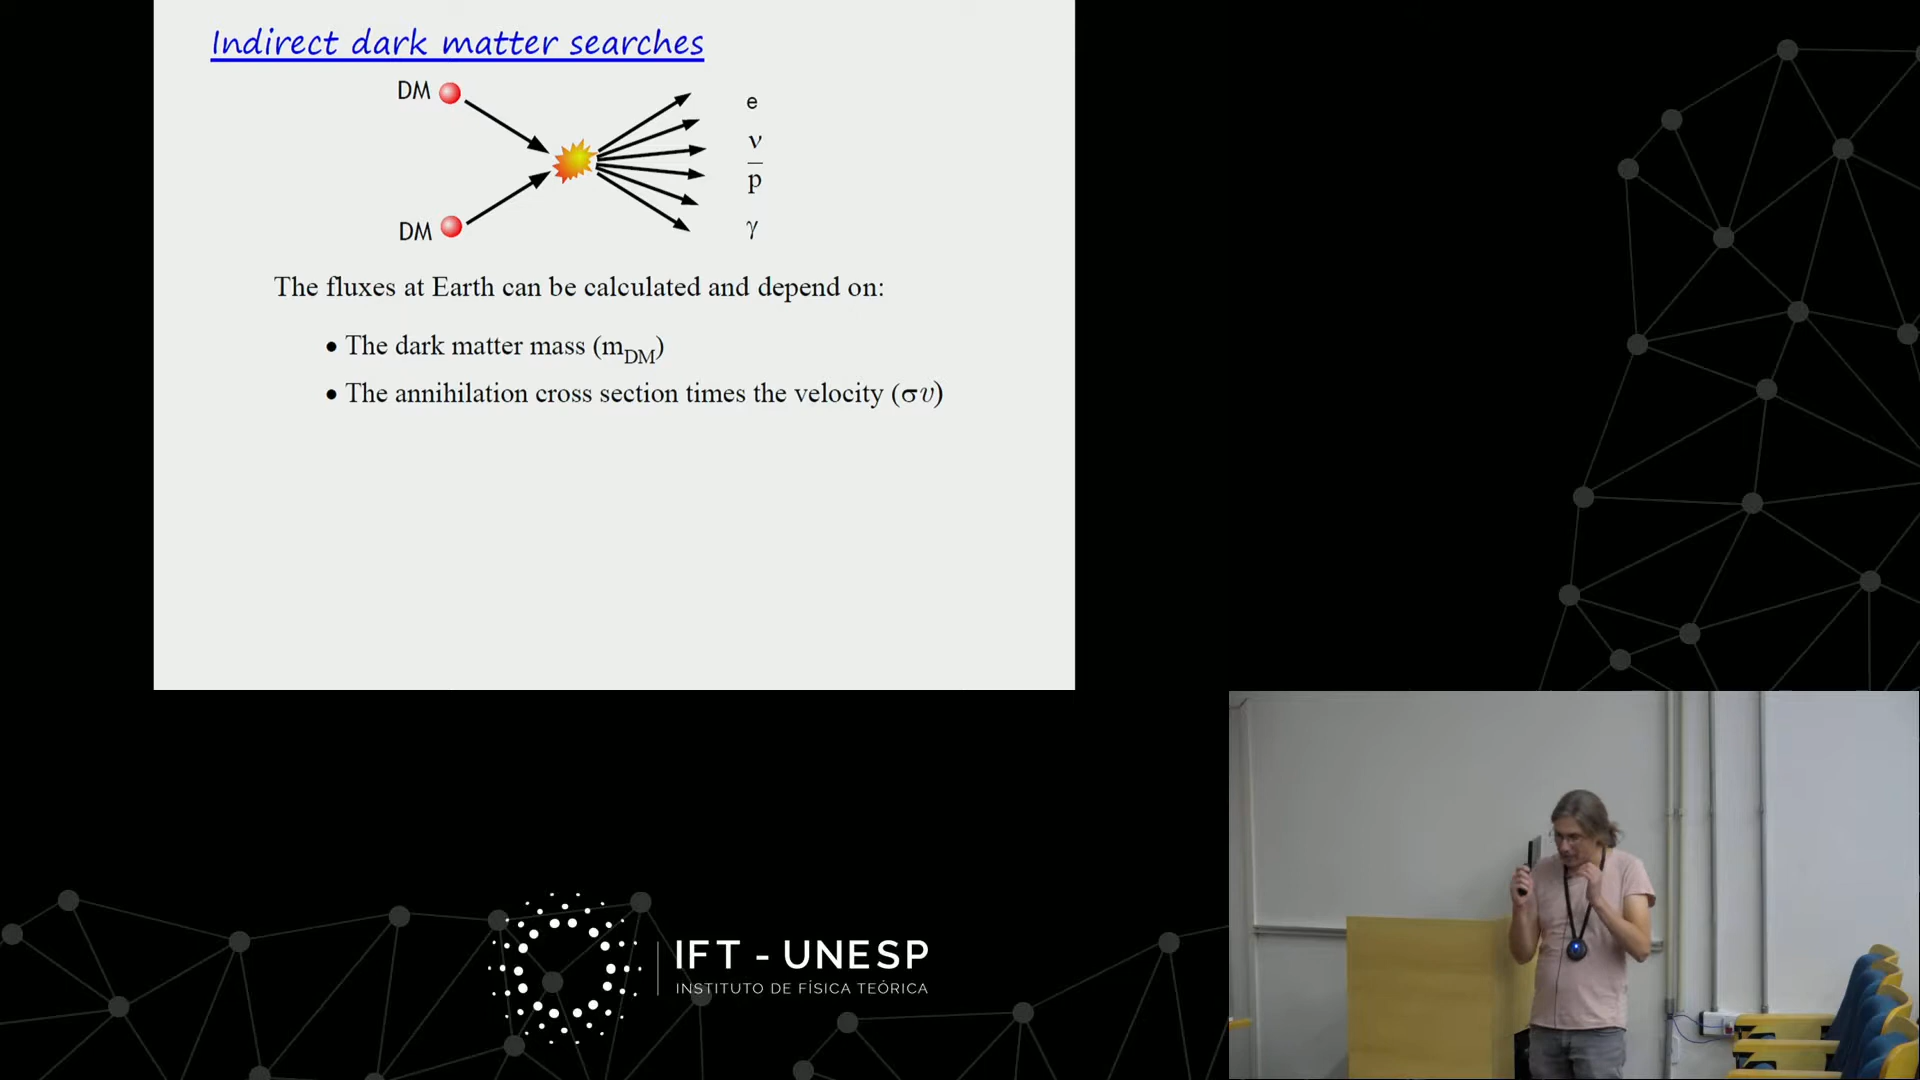 Indirect dark matter searches
DM
e
ν
p̅
DM
γ
The fluxes at Earth can be calculated and depend on:
• The dark matter mass (m_DM)
• The annihilation cross section times the velocity (σv)
IFT - UNESP
INSTITUTO DE FÍSICA TEÓRICA